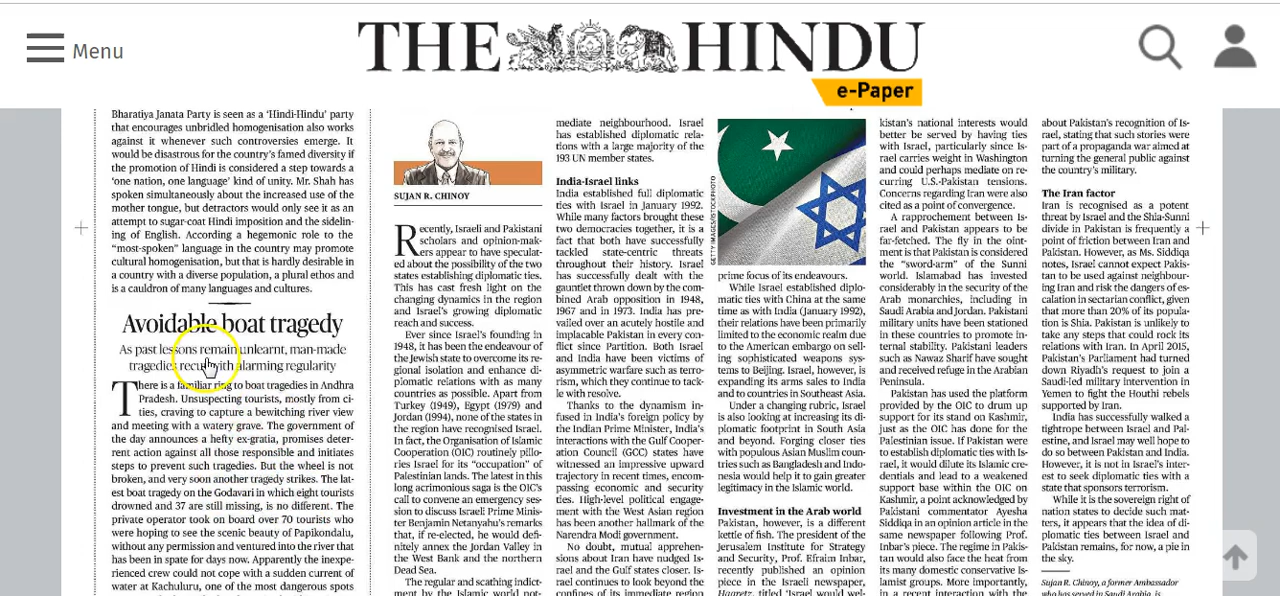 Menu
THE HINDU
e-Paper
Bharatiya Janata Party is seen as a 'Hindi-Hindu' party
that encourages unbridled homogenisation also works
against it whenever such controversies emerge. It
would be disastrous for the country's famed diversity if
the promotion of Hindi is considered a step towards a
'one nation, one language' kind of unity. Mr. Shah has
spoken simultaneously about the increased use of the
mother tongue, but detractors would only see it as an
attempt to sugar-coat Hindi imposition and the sidelin-
ing of English. According a hegemonic role to the
"most-spoken" language in the country may promote
cultural homogenisation, but that is hardly desirable in
a country with a diverse population, a plural ethos and
is a cauldron of many languages and cultures.
Avoidable boat tragedy
As past lessons remain unlearnt, man-made
tragedies recur with alarming regularity
There is a familiar ring to boat tragedies in Andhra
Pradesh. Unsuspecting tourists, mostly from ci-
ties, craving to capture a bewitching river view
and meeting with a watery grave. The government of
the day announces a hefty ex-gratia, promises deter-
rent action against all those responsible and initiates
steps to prevent such tragedies. But the wheel is not
broken, and very soon another tragedy strikes. The lat-
est boat tragedy on the Godavari in which eight tourists
drowned and 37 are still missing, is no different. The
private operator took on board over 70 tourists who
were hoping to see the scenic beauty of Papikondalu,
without any permission and ventured into the river that
has been in spate for days now. Apparently the inexpe-
rienced crew could not cope with a sudden current of
water at Kachuluru, one of the most dangerous spots
SUJAN R. CHINOY
Recently, Israeli and Pakistani
scholars and opinion-mak-
ers appear to have speculat-
ed about the possibility of the two
states establishing diplomatic ties.
This has cast fresh light on the
changing dynamics in the region
and Israel's growing diplomatic
reach and success.
Ever since Israel's founding in
1948, it has been the endeavour of
the Jewish state to overcome its re-
gional isolation and enhance di-
plomatic relations with as many
countries as possible. Apart from
Turkey (1949), Egypt (1979) and
Jordan (1994), none of the states in
the region have recognised Israel.
In fact, the Organisation of Islamic
Cooperation (OIC) routinely pillo-
ries Israel for its "occupation" of
Palestinian lands. The latest in this
long acrimonious saga is the OIC's
call to convene an emergency ses-
sion to discuss Israeli Prime Minis-
ter Benjamin Netanyahu's remarks
that, if re-elected, he would defi-
nitely annex the Jordan Valley in
the West Bank and the northern
Dead Sea.
The regular and scathing indict-
ment by the Islamic world not-
mediate neighbourhood. Israel
has established diplomatic rela-
tions with a large majority of the
193 UN member states.
India-Israel links
India established full diplomatic
ties with Israel in January 1992.
While many factors brought these
two democracies together, it is a
fact that both have successfully
tackled state-centric threats
throughout their history. Israel
has successfully dealt with the
gauntlet thrown down by the com-
bined Arab opposition in 1948,
1967 and in 1973. India has pre-
vailed over an acutely hostile and
implacable Pakistan in every con-
flict since Partition. Both Israel
and India have been victims of
asymmetric warfare such as terro-
rism, which they continue to tack-
le with resolve.
Thanks to the dynamism in-
fused in India's foreign policy by
the Indian Prime Minister, India's
interactions with the Gulf Cooper-
ation Council (GCC) states have
witnessed an impressive upward
trajectory in recent times, encom-
passing economic and security
ties. High-level political engage-
ment with the West Asian region
has been another hallmark of the
Narendra Modi government.
No doubt, mutual apprehen-
sions about Iran have nudged Is-
rael and the Gulf states closer. Is-
rael continues to look beyond the
confines of its immediate region
GETTY IMAGES/ISTOCKPHOTO
prime focus of its endeavours.
While Israel established diplo-
matic ties with China at the same
time as with India (January 1992),
their relations have been primarily
limited to the economic realm due
to the American embargo on sell-
ing sophisticated weapons sys-
tems to Beijing. Israel, however, is
expanding its arms sales to India
and to countries in Southeast Asia.
Under a changing rubric, Israel
is also looking at increasing its di-
plomatic footprint in South Asia
and beyond. Forging closer ties
with populous Asian Muslim coun-
tries such as Bangladesh and Indo-
nesia would help it to gain greater
legitimacy in the Islamic world.
Investment in the Arab world
Pakistan, however, is a different
kettle of fish. The president of the
Jerusalem Institute for Strategy
and Security, Prof. Efraim Inbar,
recently published an opinion
piece in the Israeli newspaper,
Haaretz, titled 'Israel would wel-
kistan's national interests would
better be served by having ties
with Israel, particularly since Is-
rael carries weight in Washington
and could perhaps mediate on re-
curring U.S.-Pakistan tensions.
Concerns regarding Iran were also
cited as a point of convergence.
A rapprochement between Is-
rael and Pakistan appears to be
far-fetched. The fly in the oint-
ment is that Pakistan is considered
the "sword-arm" of the Sunni
world. Islamabad has invested
considerably in the security of the
Arab monarchies, including in
Saudi Arabia and Jordan. Pakistani
military units have been stationed
in these countries to promote in-
ternal stability. Pakistani leaders
such as Nawaz Sharif have sought
and received refuge in the Arabian
Peninsula.
Pakistan has used the platform
provided by the OIC to drum up
support for its stand on Kashmir,
just as the OIC has done for the
Palestinian issue. If Pakistan were
to establish diplomatic ties with Is-
rael, it would dilute its Islamic cre-
dentials and lead to a weakened
support base within the OIC on
Kashmir, a point acknowledged by
Pakistani commentator Ayesha
Siddiqa in an opinion article in the
same newspaper following Prof.
Inbar's piece. The regime in Pakis-
tan would also face the heat from
its many domestic conservative Is-
lamist groups. More importantly,
in a recent interaction with the
about Pakistan's recognition of Is-
rael, stating that such stories were
part of a propaganda war aimed at
turning the general public against
the country's military.
The Iran factor
Iran is recognised as a potent
threat by Israel and the Shia-Sunni
divide in Pakistan is frequently a
point of friction between Iran and
Pakistan. However, as Ms. Siddiqa
notes, Israel cannot expect Pakis-
tan to be used against neighbour-
ing Iran and risk the dangers of es-
calation in sectarian conflict, given
that more than 20% of its popula-
tion is Shia. Pakistan is unlikely to
take any steps that could rock its
relations with Iran. In April 2015,
Pakistan's Parliament had turned
down Riyadh's request to join a
Saudi-led military intervention in
Yemen to fight the Houthi rebels
supported by Iran.
India has successfully walked a
tightrope between Israel and Pal-
estine, and Israel may well hope to
do so between Pakistan and India.
However, it is not in Israel's inter-
est to seek diplomatic ties with a
state that sponsors terrorism.
While it is the sovereign right of
nation states to decide such mat-
ters, it appears that the idea of di-
plomatic ties between Israel and
Pakistan remains, for now, a pie in
the sky.
Sujan R. Chinoy, a former Ambassador
who has served in Saudi Arabia, is